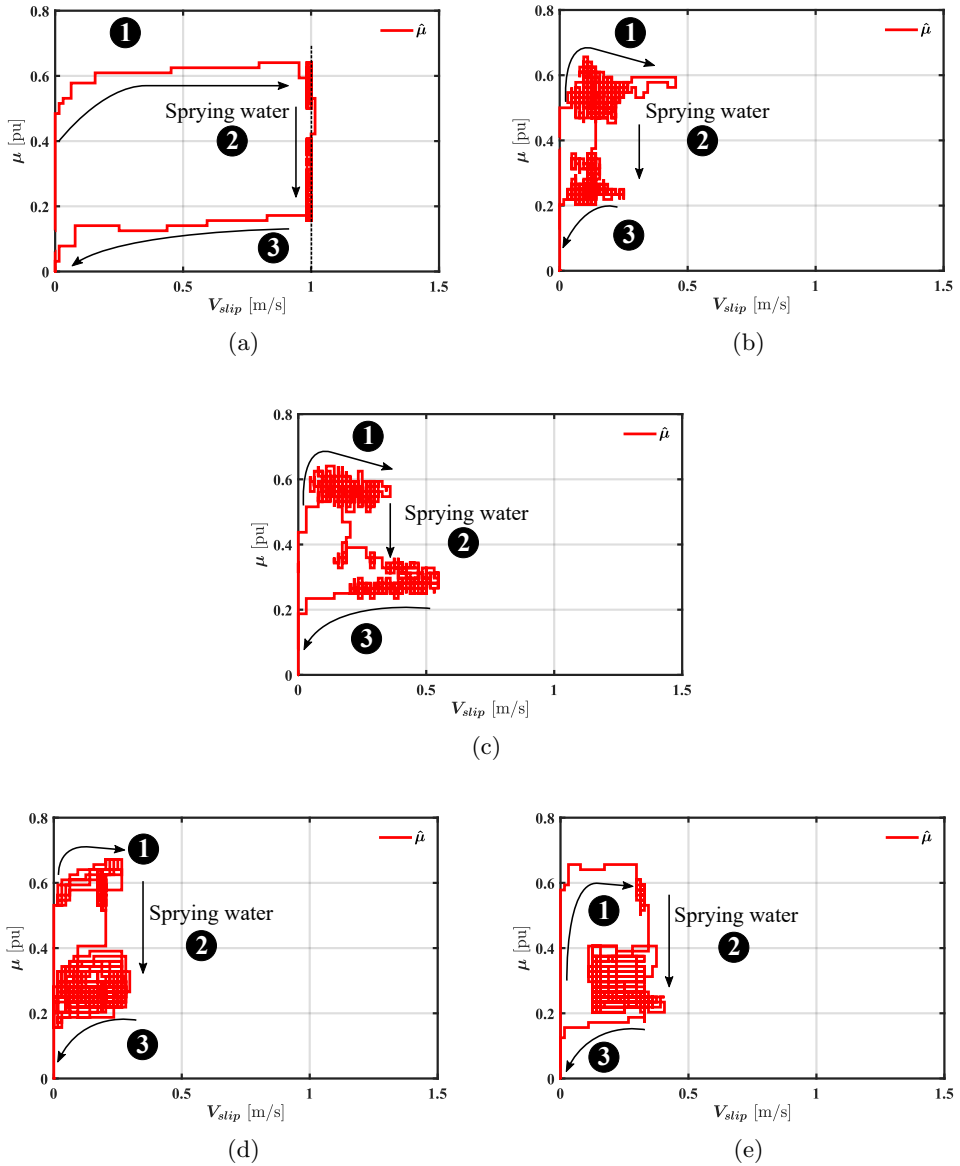 0.8
0.6
0.4
0.2
0
μ [pu]
1
μ̂
Sprying water
2
3
0 0.5 1 1.5
V_slip [m/s]
(a)
0.8
0.6
0.4
0.2
0
μ [pu]
1
μ̂
Sprying water
2
3
0 0.5 1 1.5
V_slip [m/s]
(b)
0.8
0.6
0.4
0.2
0
μ [pu]
1
μ̂
Sprying water
2
3
0 0.5 1 1.5
V_slip [m/s]
(c)
0.8
0.6
0.4
0.2
0
μ [pu]
1
μ̂
Sprying water
2
3
0 0.5 1 1.5
V_slip [m/s]
(d)
0.8
0.6
0.4
0.2
0
μ [pu]
μ̂
1
Sprying water
2
3
0 0.5 1 1.5
V_slip [m/s]
(e)